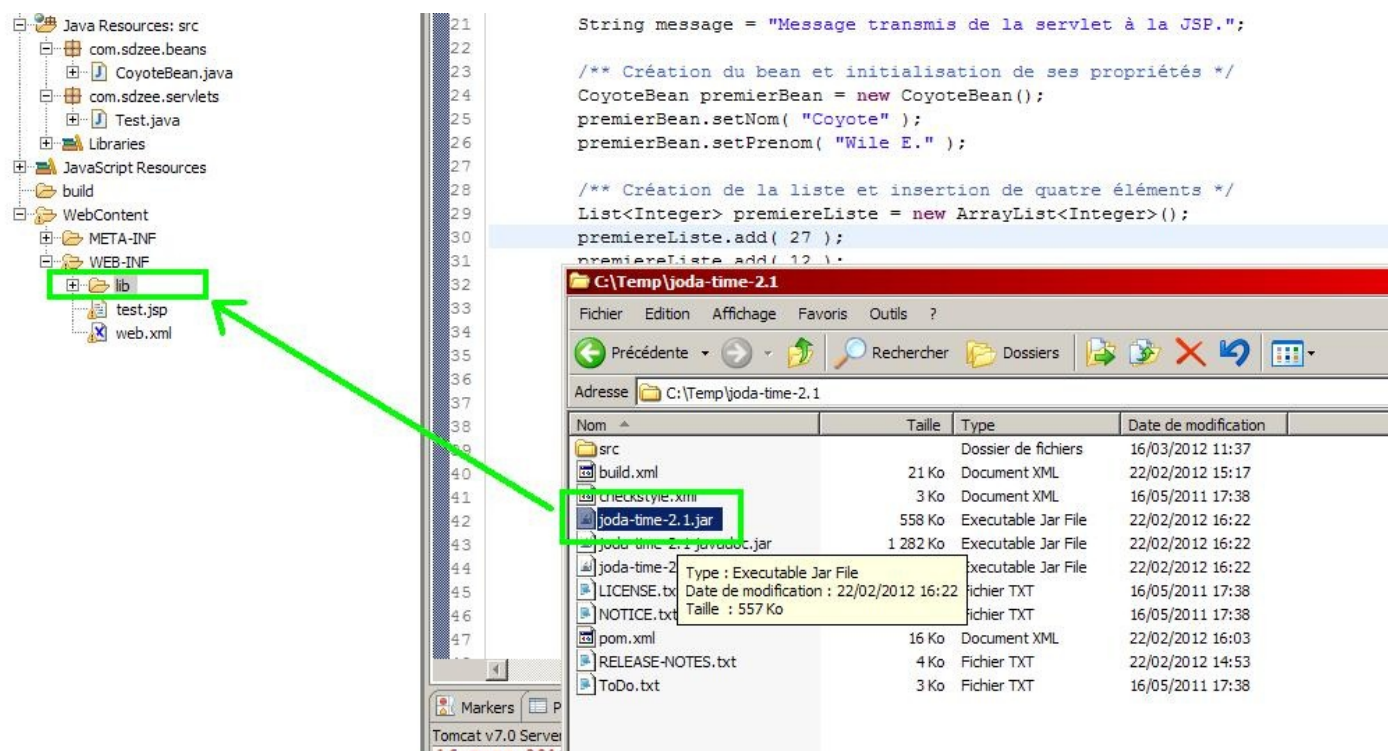 Java Resources: src
com.sdzee.beans
CoyoteBean.java
com.sdzee.servlets
Test.java
Libraries
JavaScript Resources
build
WebContent
META-INF
WEB-INF
lib
test.jsp
web.xml
21 String message = "Message transmis de la servlet à la JSP.";
22
23 /** Création du bean et initialisation de ses propriétés */
24 CoyoteBean premierBean = new CoyoteBean();
25 premierBean.setNom( "Coyote" );
26 premierBean.setPrenom( "Wile E." );
27
28 /** Création de la liste et insertion de quatre éléments */
29 List<Integer> premiereListe = new ArrayList<Integer>();
30 premiereListe.add( 27 );
31 premiereListe.add( 12 );
32
33
34
35
36
37
38
39
40
41
42
43
44
45
46
47
C:\Temp\joda-time-2.1
Fichier Edition Affichage Favoris Outils ?
Précédente Rechercher Dossiers
Adresse C:\Temp\joda-time-2.1
Nom Taille Type Date de modification
src Dossier de fichiers 16/03/2012 11:37
build.xml 21 Ko Document XML 22/02/2012 15:17
checkstyle.xml 3 Ko Document XML 16/05/2011 17:38
joda-time-2.1.jar 558 Ko Executable Jar File 22/02/2012 16:22
joda-time-2.1-javadoc.jar 1 282 Ko Executable Jar File 22/02/2012 16:22
joda-time-2 Executable Jar File 22/02/2012 16:22
LICENSE.tx Fichier TXT 16/05/2011 17:38
NOTICE.txt Fichier TXT 16/05/2011 17:38
pom.xml 16 Ko Document XML 22/02/2012 16:03
RELEASE-NOTES.txt 4 Ko Fichier TXT 22/02/2012 14:53
ToDo.txt 3 Ko Fichier TXT 16/05/2011 17:38
Type : Executable Jar File
Date de modification : 22/02/2012 16:22
Taille : 557 Ko
Markers P
Tomcat v7.0 Server